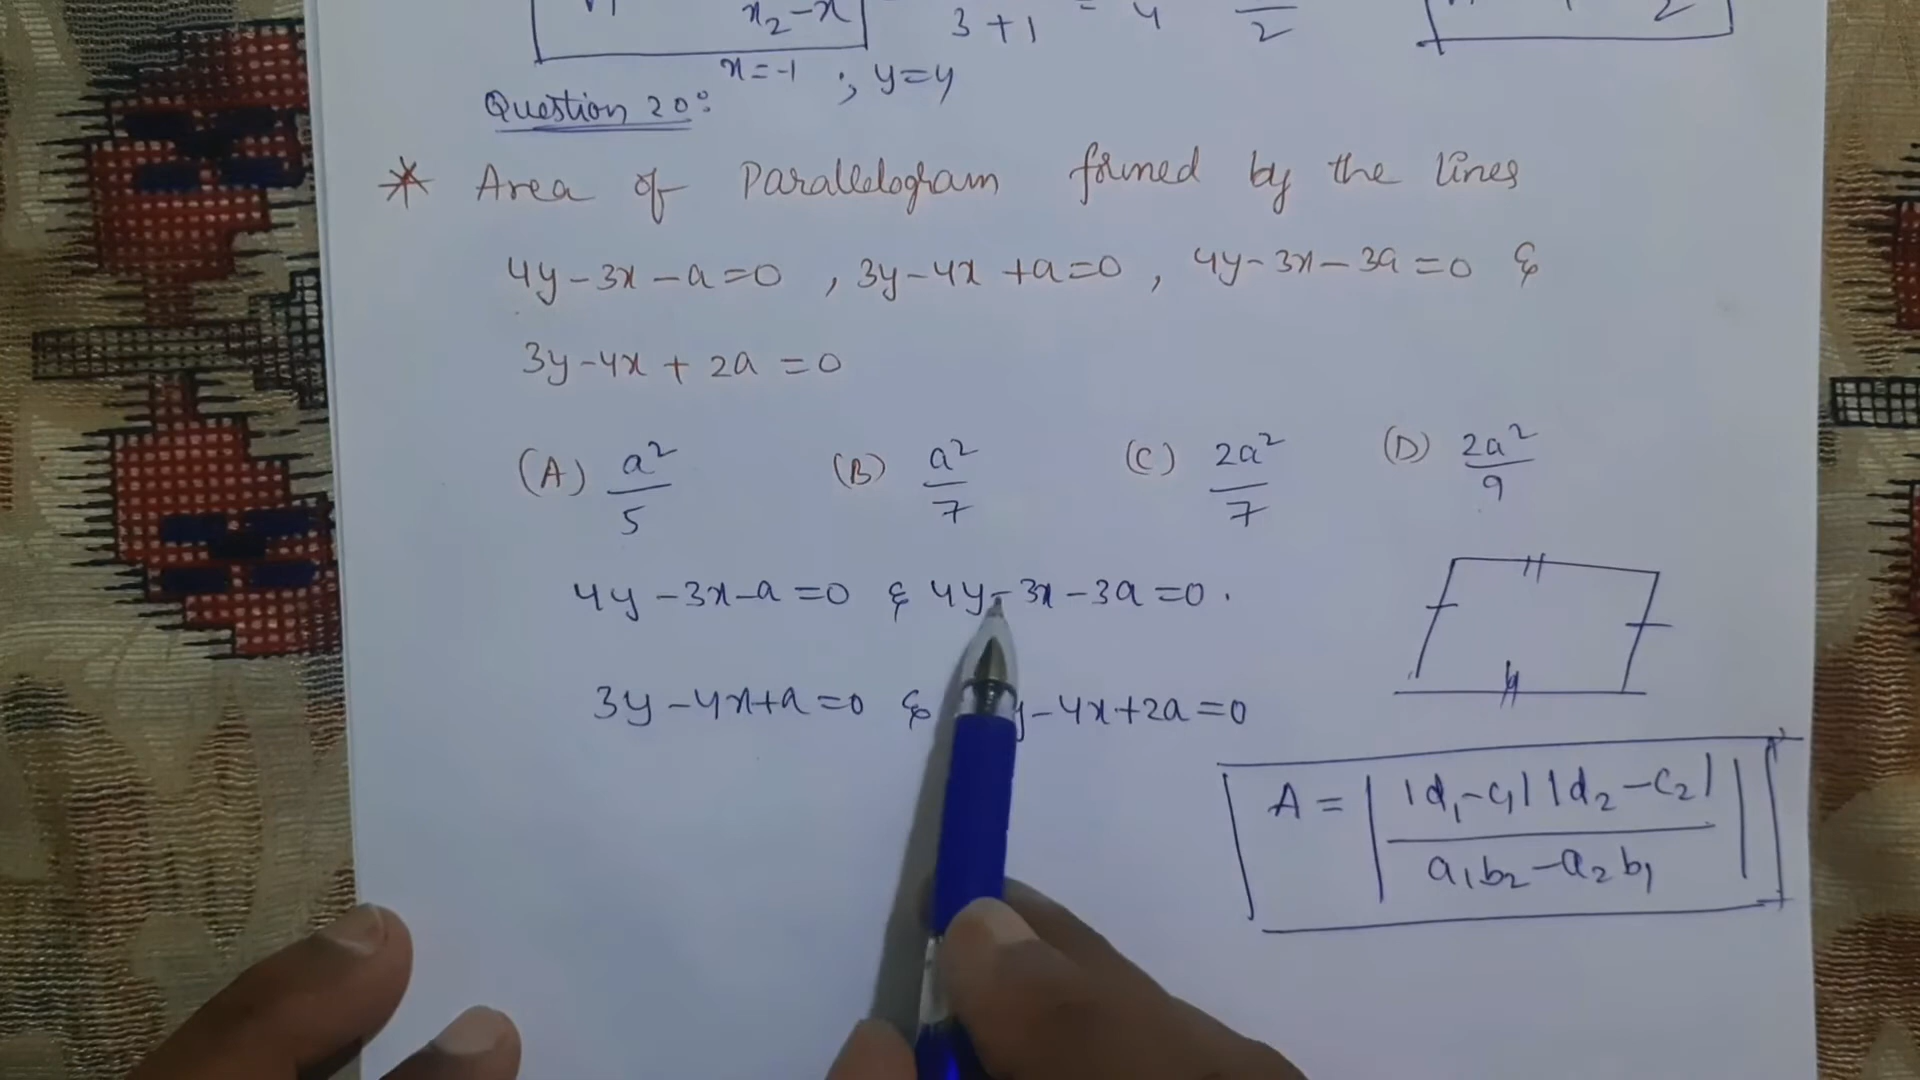 x₂-x 3+1 = 4 2 2
x=-1 ; y=4
Question 20:
* Area of Parallelogram formed by the lines
4y-3x-a=0 , 3y-4x+a=0 , 4y-3x-3a=0 &
3y-4x+2a=0
(A) a²/5 (B) a²/7 (C) 2a²/7 (D) 2a²/9
4y-3x-a=0 & 4y-3x-3a=0.
3y-4x+a=0 & y-4x+2a=0
A = | |d₁-c₁| |d₂-c₂| / a₁b₂-a₂b₁ |